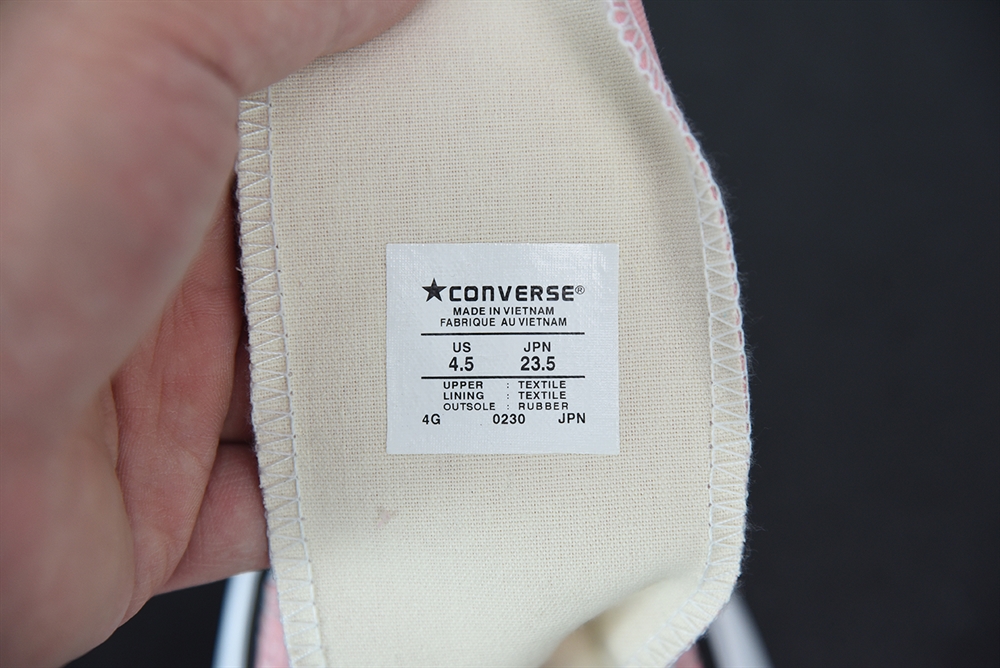 ★CONVERSE®
MADE IN VIETNAM
FABRIQUE AU VIETNAM
US JPN
4.5 23.5
UPPER : TEXTILE
LINING : TEXTILE
OUTSOLE : RUBBER
4G 0230 JPN